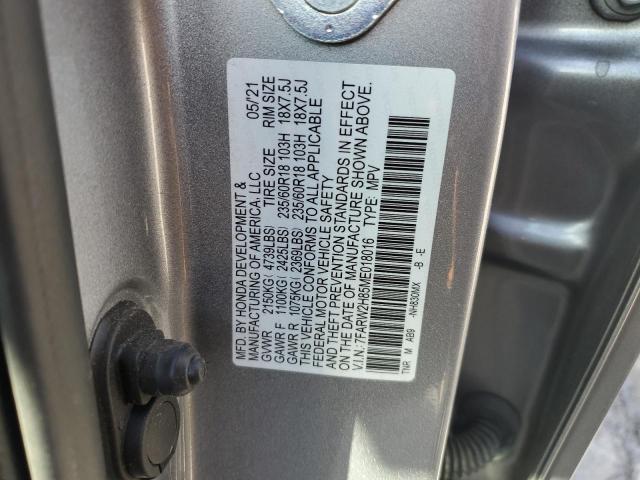 MFD. BY HONDA DEVELOPMENT & 05/'21
MANUFACTURING OF AMERICA, LLC
GVWR 2150KG( 4739LBS) TIRE SIZE RIM SIZE
GAWR F 1100KG( 2425LBS) 235/60R18 103H 18X7.5J
GAWR R 1075KG( 2369LBS) 235/60R18 103H 18X7.5J
THIS VEHICLE CONFORMS TO ALL APPLICABLE
FEDERAL MOTOR VEHICLE SAFETY
AND THEFT PREVENTION STANDARDS IN EFFECT
ON THE DATE OF MANUFACTURE SHOWN ABOVE.
V.I.N.:7FARW2H85ME018016 TYPE: MPV
TNR M AB9 -NH830MX -B -E